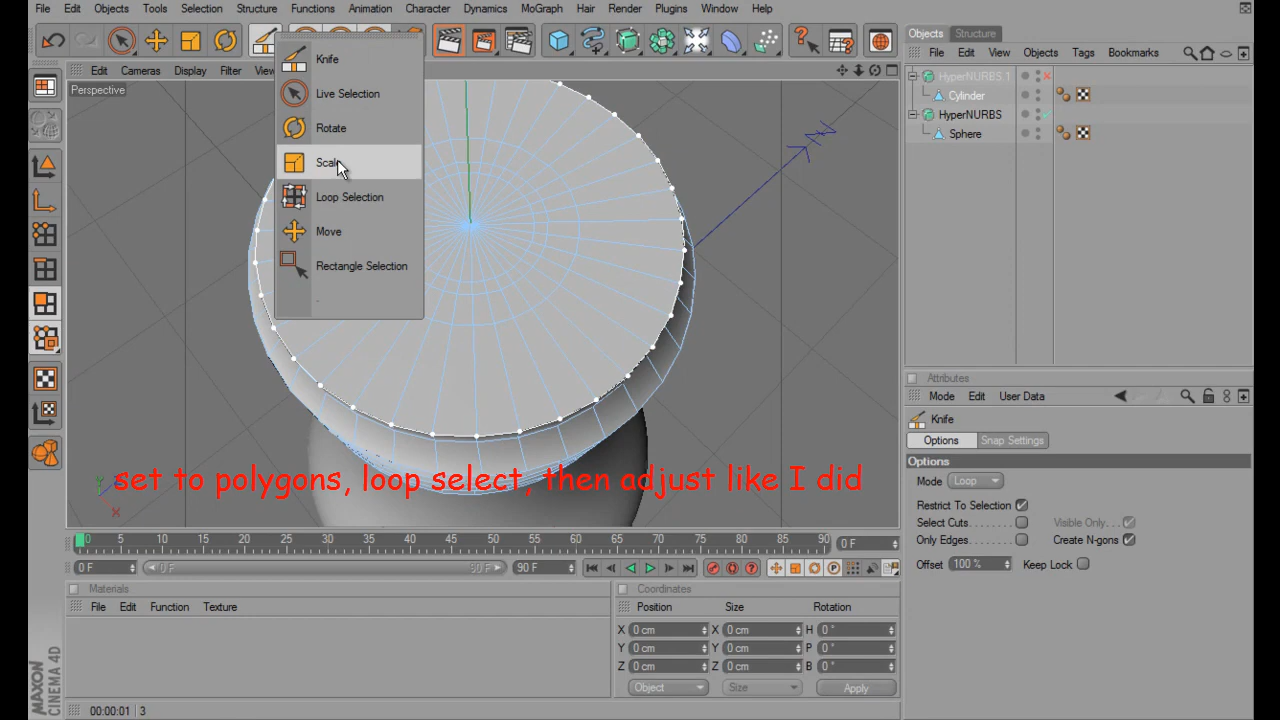 File Edit Objects Tools Selection Structure Functions Animation Character Dynamics MoGraph Hair Render Plugins Window Help
Objects Structure
File Edit View Objects Tags Bookmarks
Edit Cameras Display Filter View
Perspective
Knife
Live Selection
Rotate
Scale
Loop Selection
Move
Rectangle Selection
HyperNURBS.1
Cylinder
HyperNURBS
Sphere
Attributes
Mode Edit User Data
Knife
Options Snap Settings
Options
Mode Loop
Restrict To Selection
Select Cuts Visible Only
Only Edges Create N-gons
Offset 100 % Keep Lock
set to polygons, loop select, then adjust like I did
Y X
0 5 10 15 20 25 30 35 40 45 50 55 60 65 70 75 80 85 90 0 F
0 F 0 F 90 F 90 F
Materials
File Edit Function Texture
Coordinates
Position Size Rotation
X 0 cm X 0 cm H 0 °
Y 0 cm Y 0 cm P 0 °
Z 0 cm Z 0 cm B 0 °
Object Size Apply
MAXON
CINEMA 4D
00:00:01 3